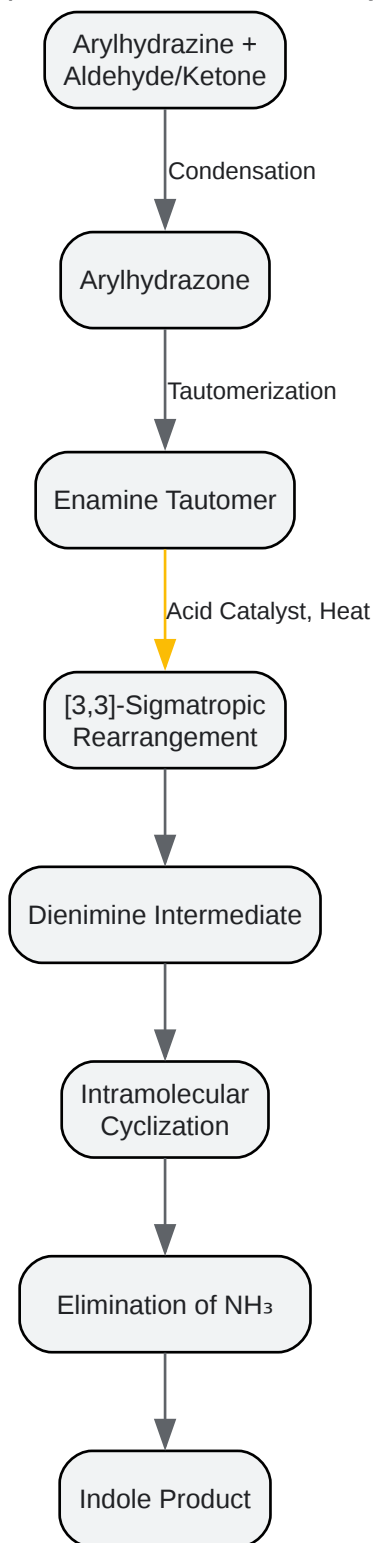 Arylhydrazine +
Aldehyde/Ketone
Condensation
Arylhydrazone
Tautomerization
Enamine Tautomer
Acid Catalyst, Heat
[3,3]-Sigmatropic
Rearrangement
Dienimine Intermediate
Intramolecular
Cyclization
Elimination of NH₃
Indole Product